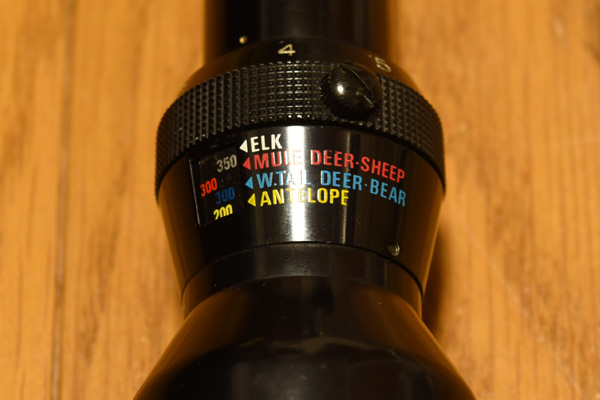 4 5
350 ELK
300 MULE DEER·SHEEP
300 W.TAIL DEER·BEAR
200 ANTELOPE